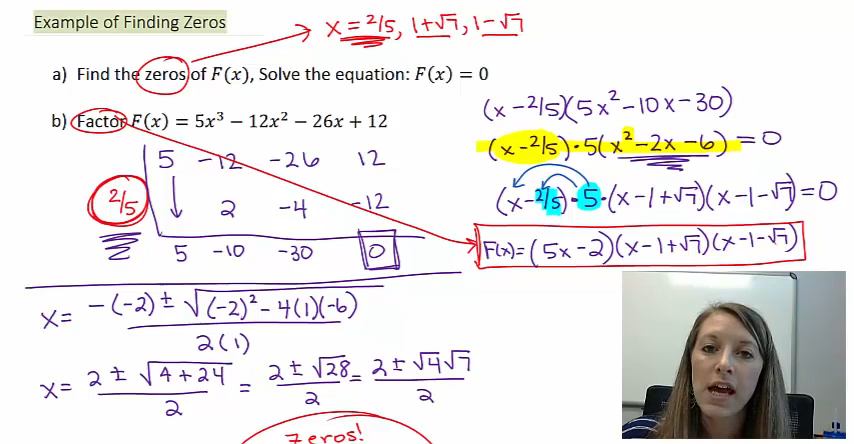 Example of Finding Zeros
x = 2/5, 1+√7, 1-√7
a) Find the zeros of F(x), Solve the equation: F(x) = 0
b) Factor F(x) = 5x³ − 12x² − 26x + 12
(x-2/5)(5x²-10x-30)
(x-2/5)·5(x²-2x-6) = 0
5 -12 -26 12
2/5 2 -4 -12
(x-2/5)·5·(x-1+√7)(x-1-√7) = 0
5 -10 -30 0
F(x) = (5x-2)(x-1+√7)(x-1-√7)
x = -(-2) ± √(-2)² - 4(1)(-6)
2(1)
x = 2 ± √4+24 / 2 = 2 ± √28 / 2 = 2 ± √4√7 / 2
Zeros!